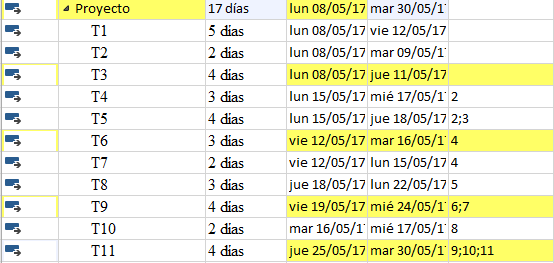 Proyecto 17 días lun 08/05/17 mar 30/05/17
T1 5 días lun 08/05/17 vie 12/05/17
T2 2 días lun 08/05/17 mar 09/05/17
T3 4 días lun 08/05/17 jue 11/05/17
T4 3 días lun 15/05/17 mié 17/05/17 2
T5 4 días lun 15/05/17 jue 18/05/17 2;3
T6 3 días vie 12/05/17 mar 16/05/17 4
T7 2 días vie 12/05/17 lun 15/05/17 4
T8 3 días jue 18/05/17 lun 22/05/17 5
T9 4 días vie 19/05/17 mié 24/05/17 6;7
T10 2 días mar 16/05/17 mié 17/05/17 8
T11 4 días jue 25/05/17 mar 30/05/17 9;10;11